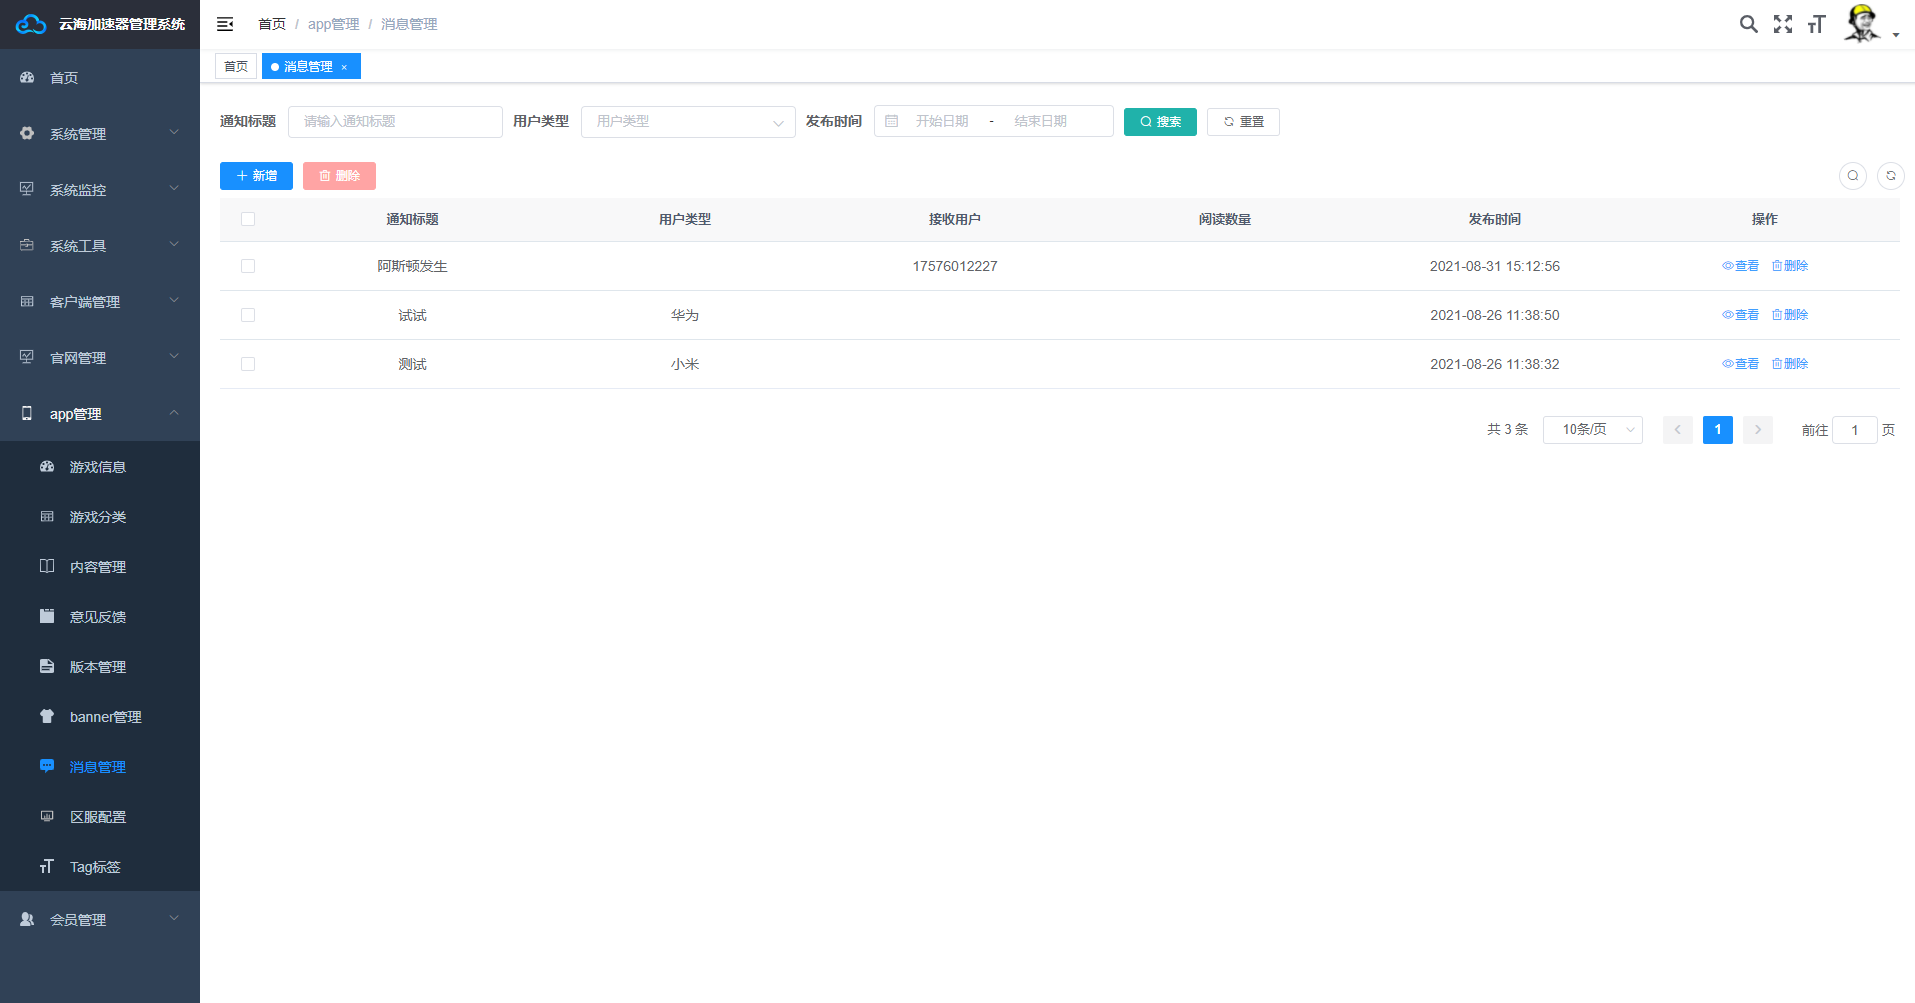 云海加速器管理系统
首页 / app管理 / 消息管理
首页
消息管理 ×
首页
系统管理
系统监控
系统工具
客户端管理
官网管理
app管理
游戏信息
游戏分类
内容管理
意见反馈
版本管理
banner管理
消息管理
区服配置
Tag标签
会员管理
通知标题 请输入通知标题 用户类型 用户类型 发布时间 开始日期 - 结束日期 搜索 重置
新增 删除
通知标题 用户类型 接收用户 阅读数量 发布时间 操作
阿斯顿发生 17576012227 2021-08-31 15:12:56 查看 删除
试试 华为 2021-08-26 11:38:50 查看 删除
测试 小米 2021-08-26 11:38:32 查看 删除
共 3 条 10条/页 1 前往 1 页